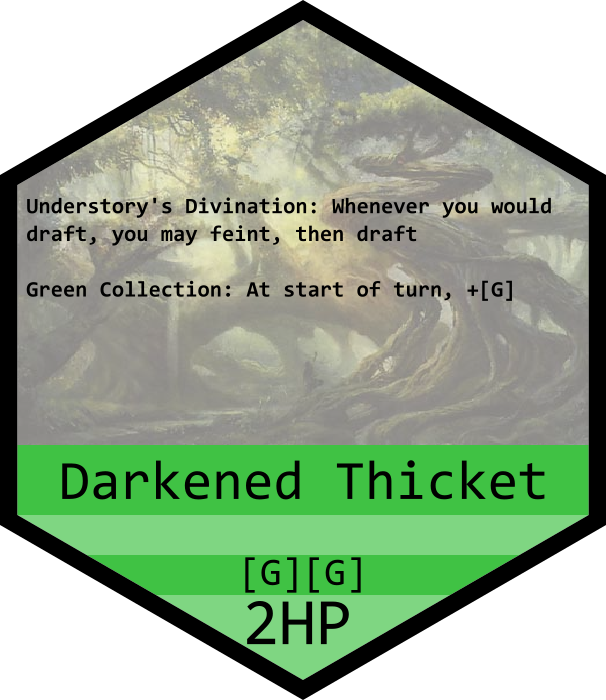 Understory's Divination: Whenever you would
draft, you may feint, then draft
Green Collection: At start of turn, +[G]
Darkened Thicket
[G][G]
2HP